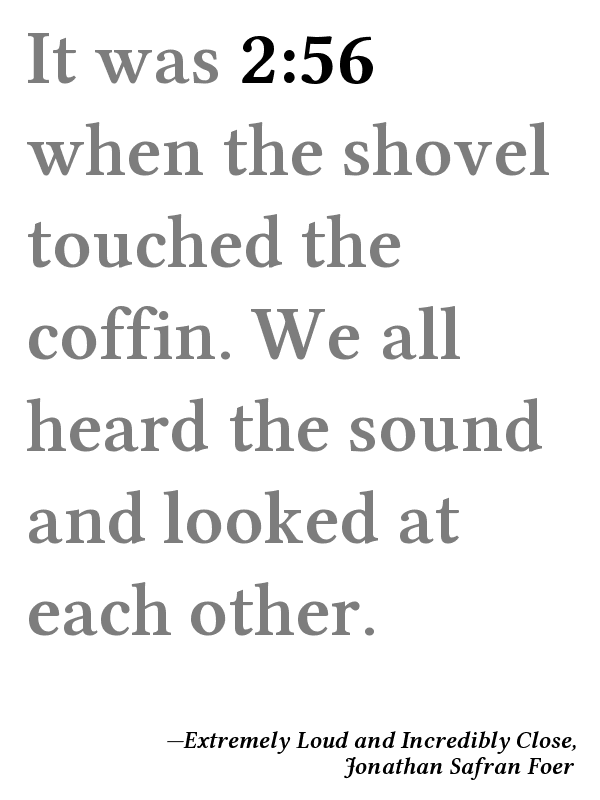 It was 2:56
when the shovel
touched the
coffin. We all
heard the sound
and looked at
each other.
—Extremely Loud and Incredibly Close,
Jonathan Safran Foer